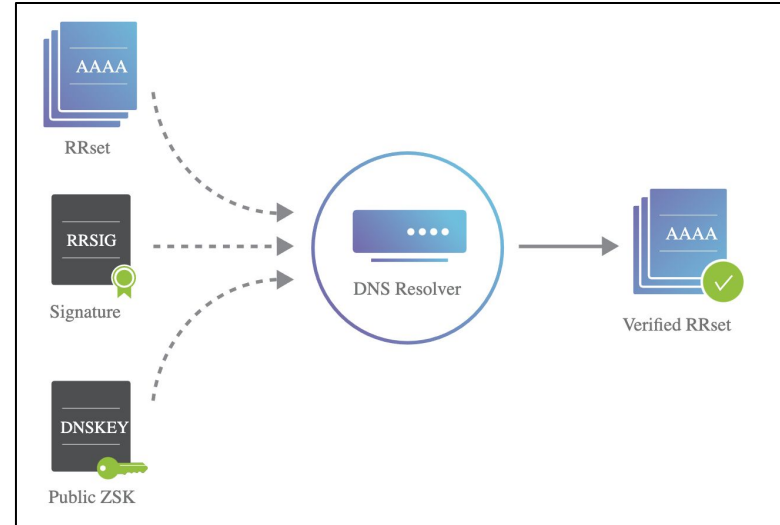 AAAA
RRset
RRSIG
Signature
DNSKEY
Public ZSK
DNS Resolver
AAAA
Verified RRset